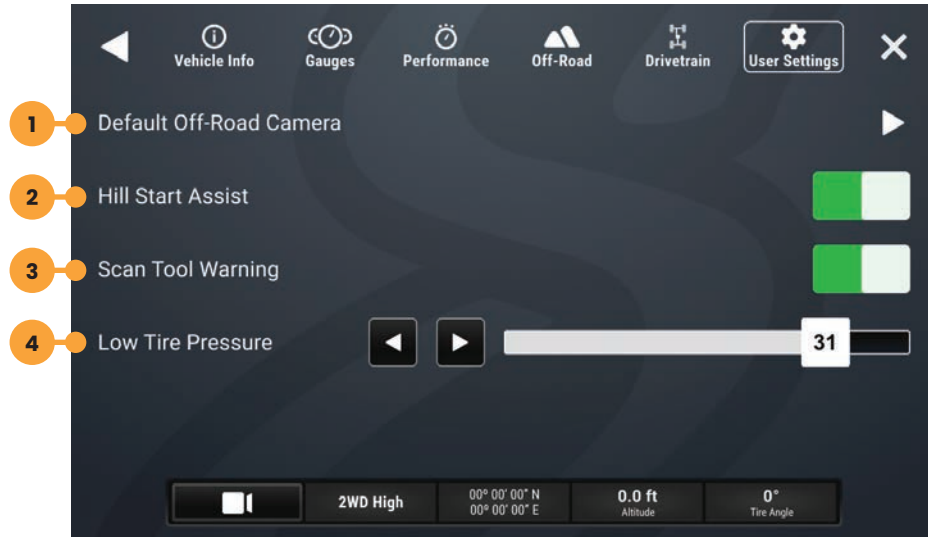 Vehicle Info
Gauges
Performance
Off-Road
Drivetrain
User Settings
1
Default Off-Road Camera
2
Hill Start Assist
3
Scan Tool Warning
4
Low Tire Pressure
31
2WD High
00º 00' 00" N
00º 00' 00" E
0.0 ft
Altitude
0°
Tire Angle